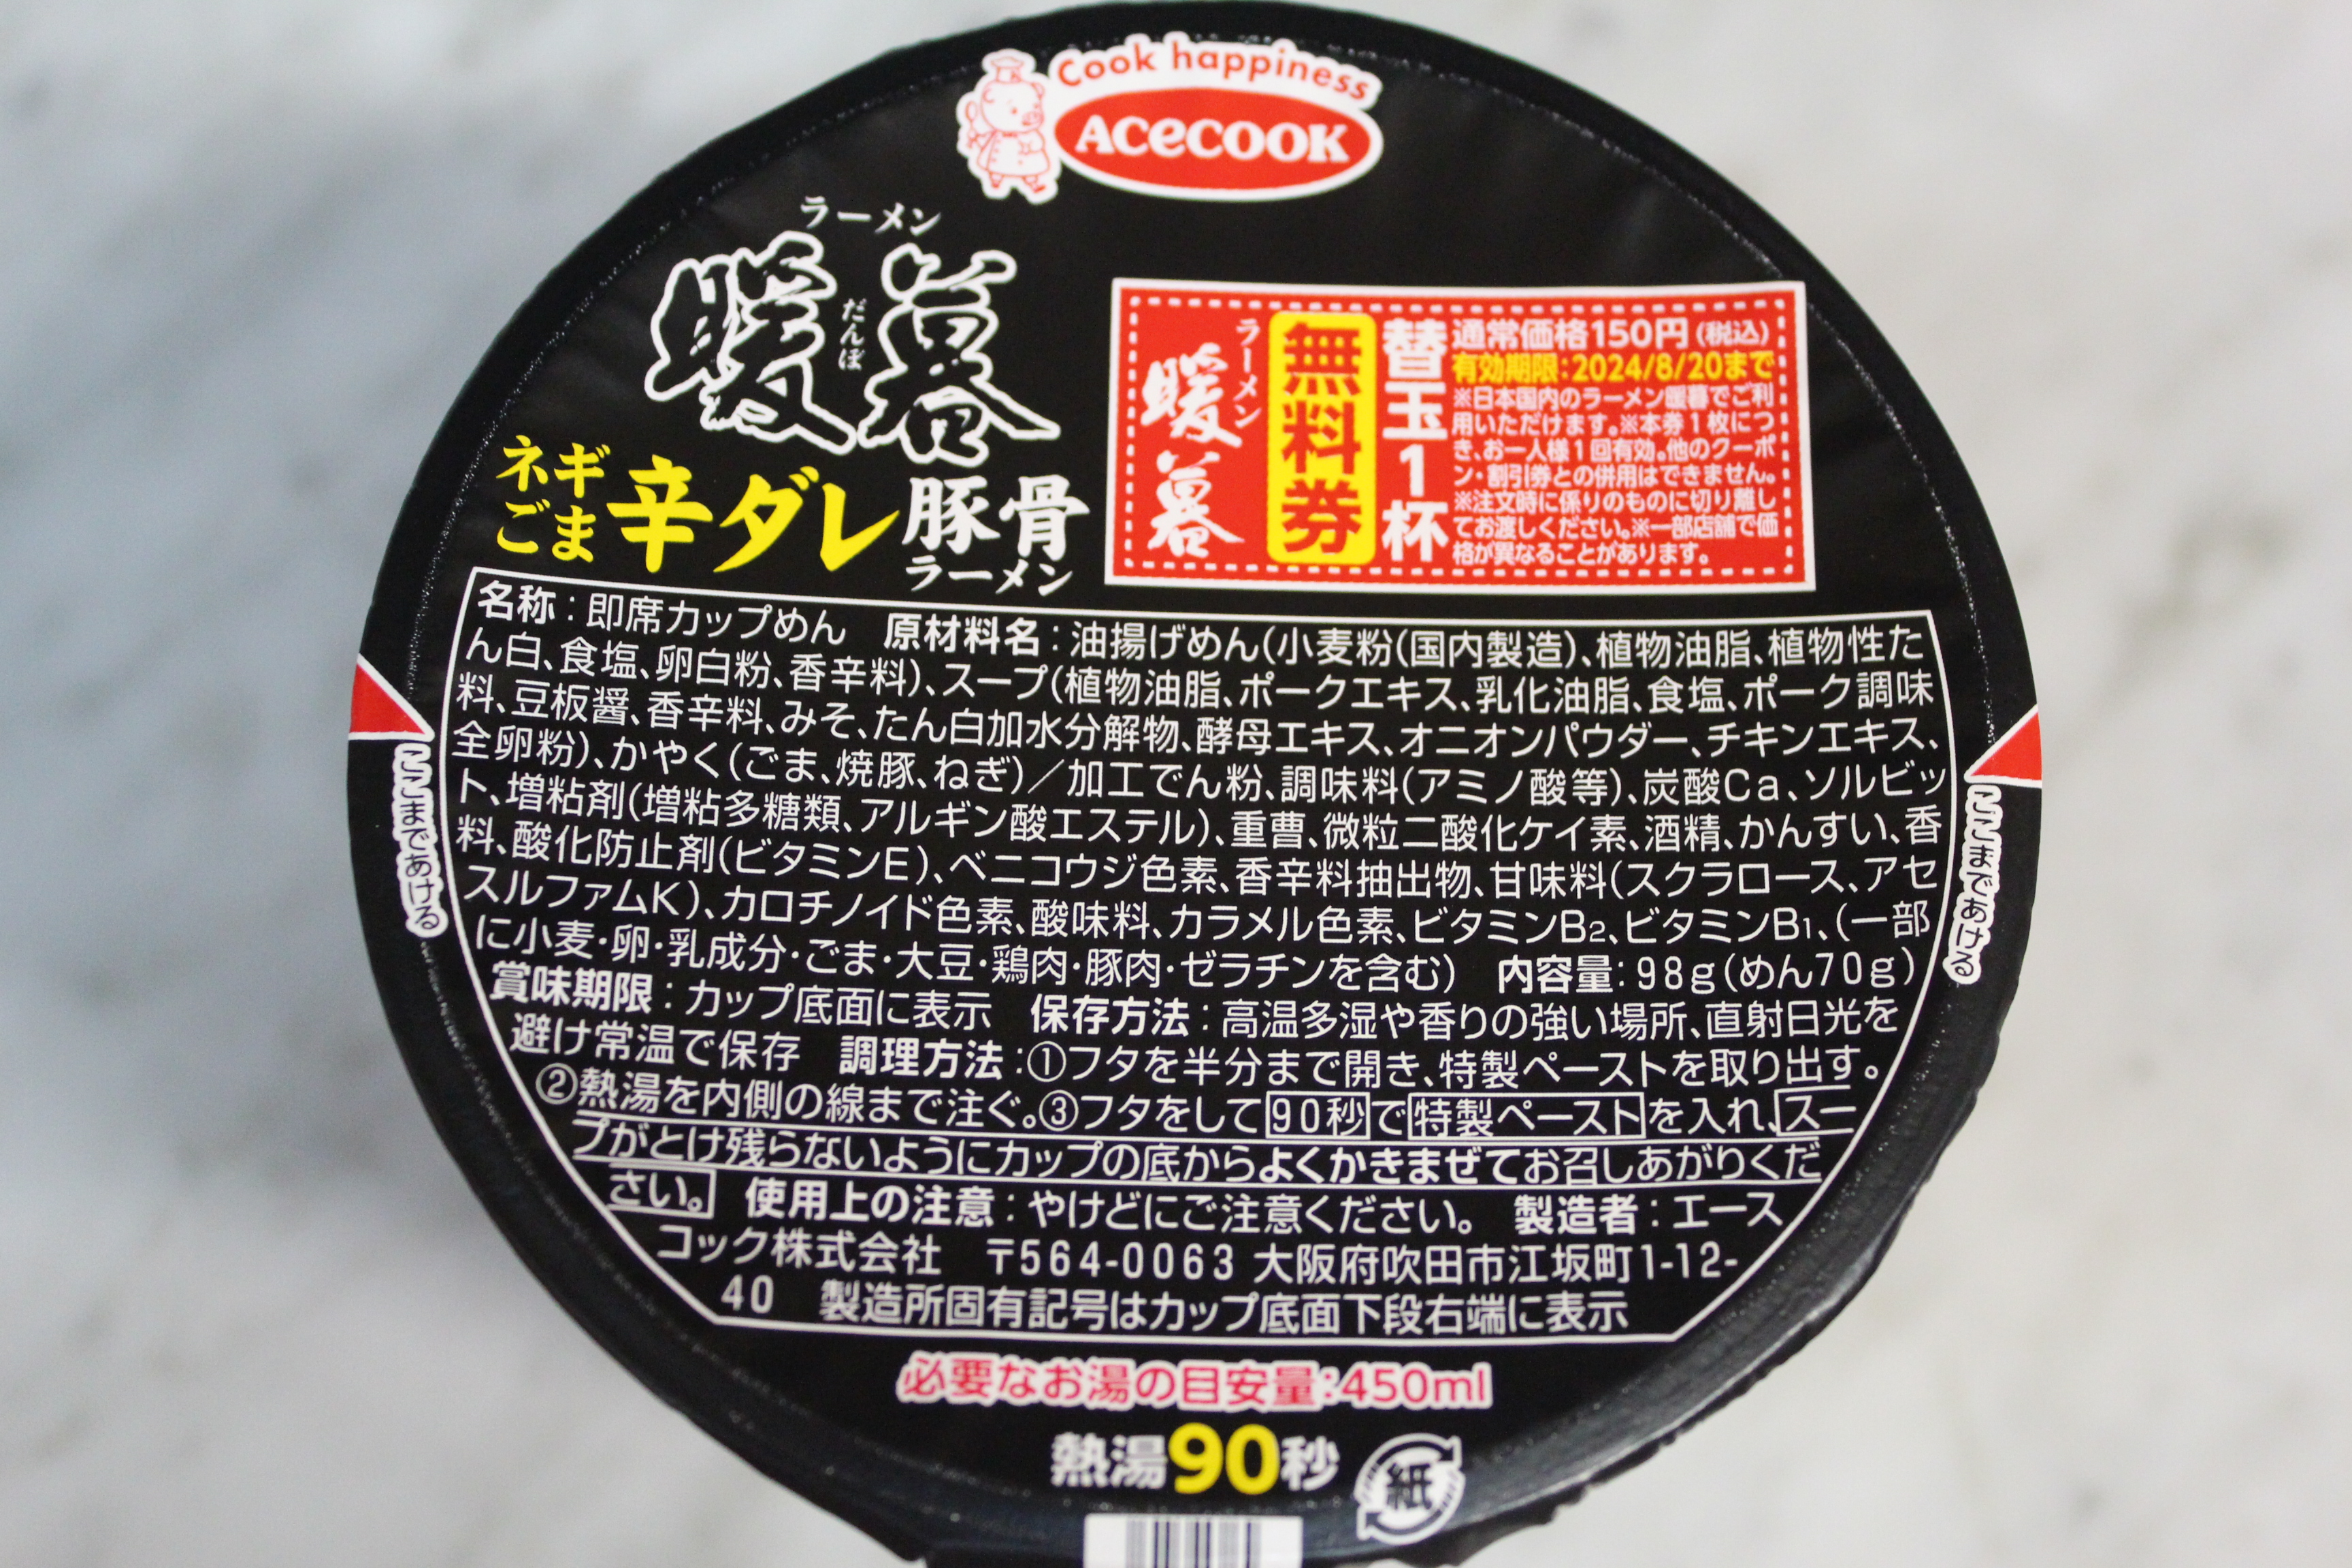 Cook happiness
ACECOOK
ラーメン
暖暮
だんぼ
ネギ
ごま
辛ダレ
豚骨
ラーメン
ラーメン
暖暮
無料券
替玉1杯
通常価格150円(税込)
有効期限:2024/8/20まで
※日本国内のラーメン暖暮でご利
用いただけます。※本券1枚につ
き、お一人様1回有効。他のクーポ
ン・割引券との併用はできません。
※注文時に係りのものに切り離し
てお渡しください。※一部店舗で価
格が異なることがあります。
名称:即席カップめん 原材料名:油揚げめん(小麦粉(国内製造)、植物油脂、植物性た
ん白、食塩、卵白粉、香辛料)、スープ(植物油脂、ポークエキス、乳化油脂、食塩、ポーク調味
料、豆板醤、香辛料、みそ、たん白加水分解物、酵母エキス、オニオンパウダー、チキンエキス、
全卵粉)、かやく(ごま、焼豚、ねぎ)/加工でん粉、調味料(アミノ酸等)、炭酸Ca、ソルビッ
ト、増粘剤(増粘多糖類、アルギン酸エステル)、重曹、微粒二酸化ケイ素、酒精、かんすい、香
料、酸化防止剤(ビタミンE)、ベニコウジ色素、香辛料抽出物、甘味料(スクラロース、アセ
スルファムK)、カロチノイド色素、酸味料、カラメル色素、ビタミンB2、ビタミンB1、(一部
に小麦・卵・乳成分・ごま・大豆・鶏肉・豚肉・ゼラチンを含む) 内容量:98g(めん70g)
賞味期限:カップ底面に表示 保存方法:高温多湿や香りの強い場所、直射日光を
避け常温で保存 調理方法:①フタを半分まで開き、特製ペーストを取り出す。
②熱湯を内側の線まで注ぐ。③フタをして90秒で特製ペーストを入れ、スー
プがとけ残らないようにカップの底からよくかきまぜてお召しあがりくだ
さい。 使用上の注意:やけどにご注意ください。 製造者:エース
コック株式会社 〒564-0063 大阪府吹田市江坂町1-12-
40 製造所固有記号はカップ底面下段右端に表示
ここまであける
ここまであける
必要なお湯の目安量:450ml
熱湯90秒
紙